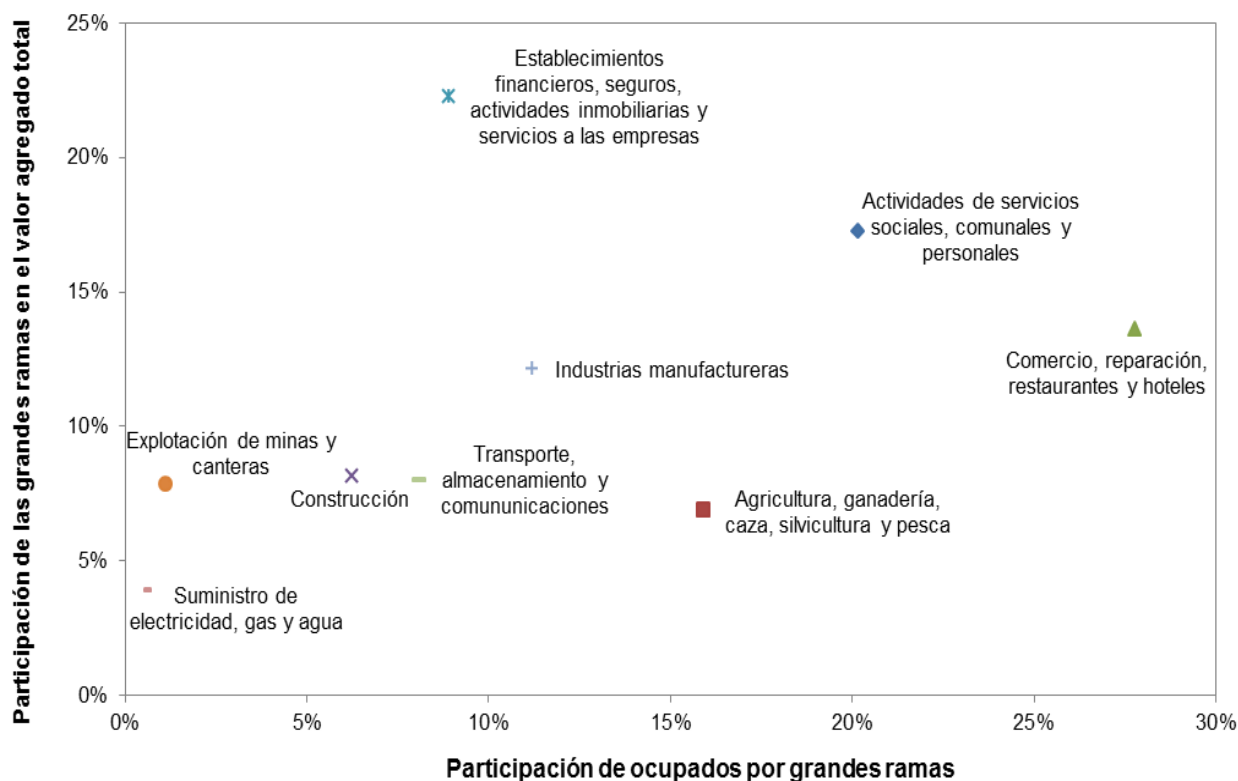 Participación de las grandes ramas en el valor agregado total
25%
20%
15%
10%
5%
0%
Establecimientos
financieros, seguros,
actividades inmobiliarias y
servicios a las empresas
Actividades de servicios
sociales, comunales y
personales
Comercio, reparación,
restaurantes y hoteles
Industrias manufactureras
Explotación de minas y
canteras
Construcción
Transporte,
almacenamiento y
comununicaciones
Agricultura, ganadería,
caza, silvicultura y pesca
Suministro de
electricidad, gas y agua
0%
5%
10%
15%
20%
25%
30%
Participación de ocupados por grandes ramas